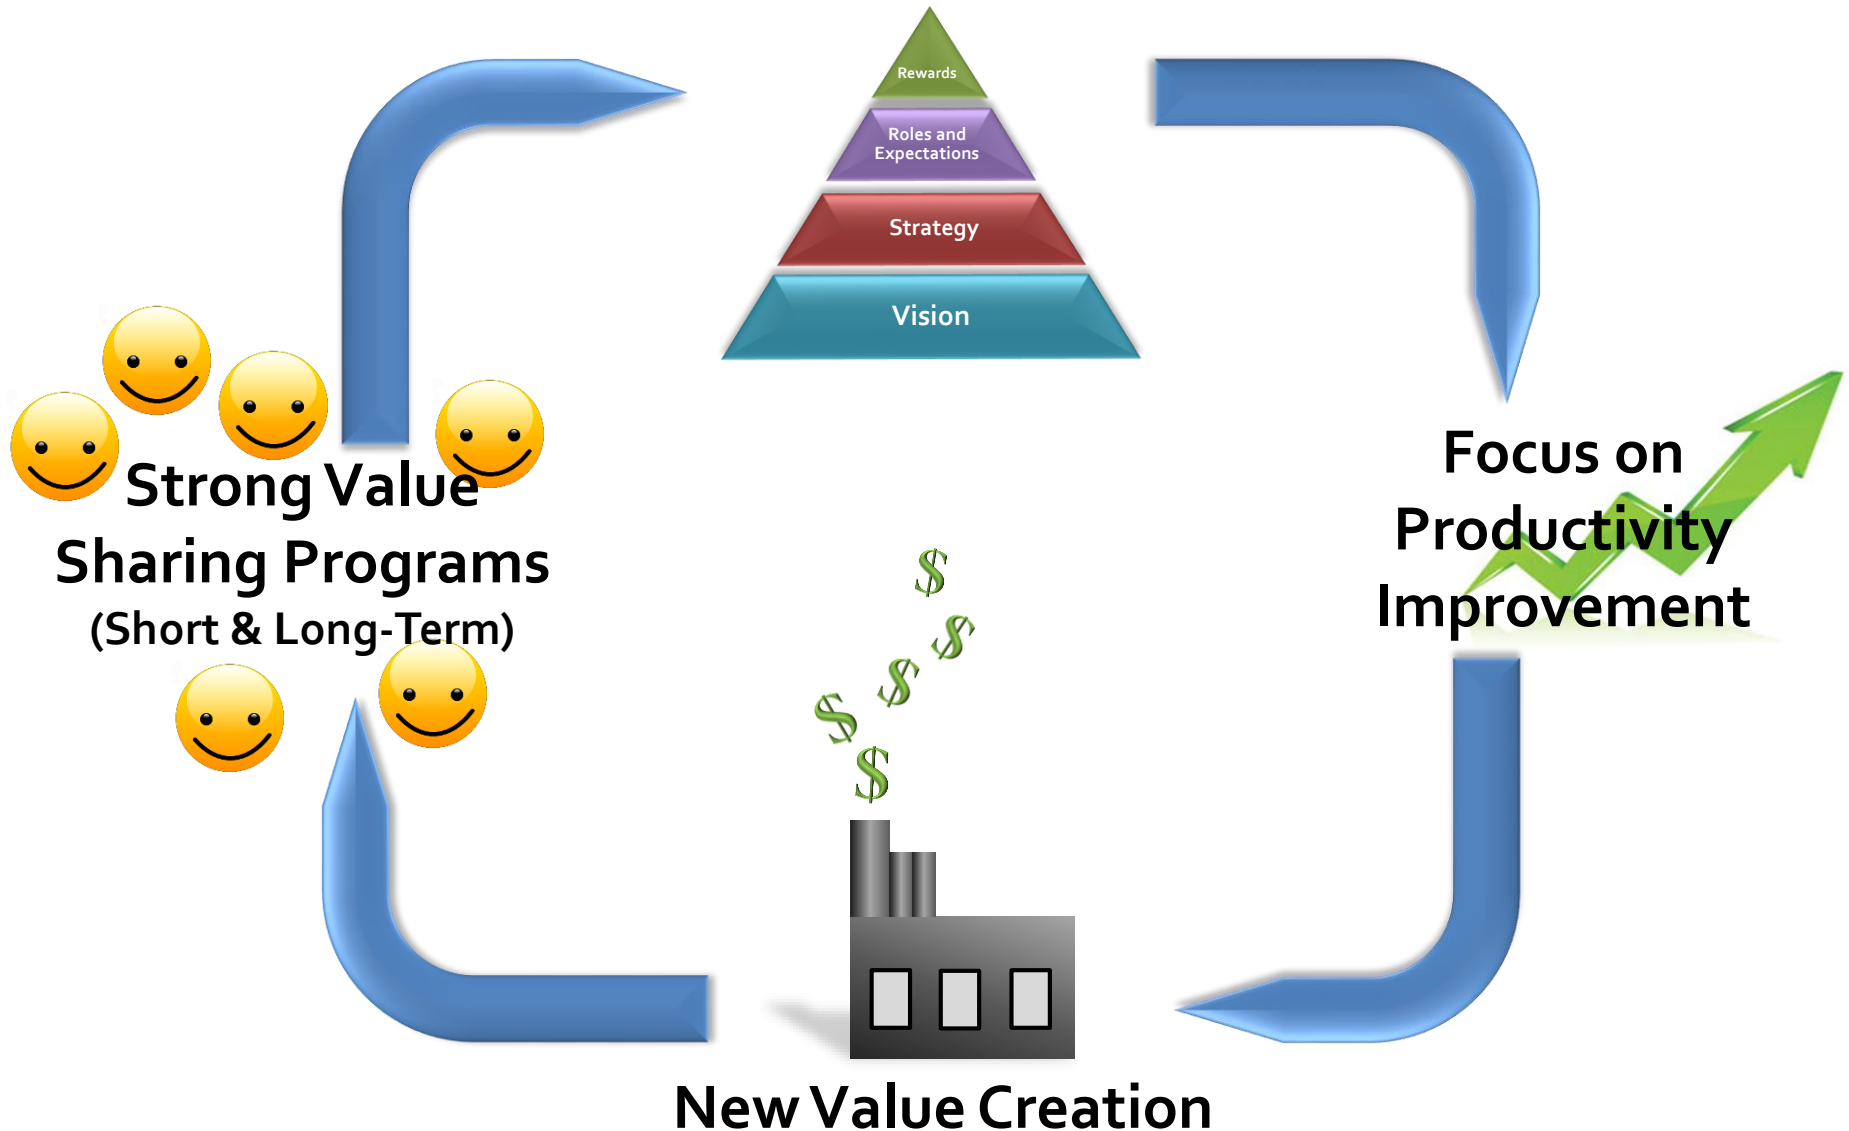 Rewards
Roles and
Expectations
Strategy
Vision
Strong Value
Sharing Programs
(Short & Long-Term)
Focus on
Productivity
Improvement
$
$
$
$
$
New Value Creation